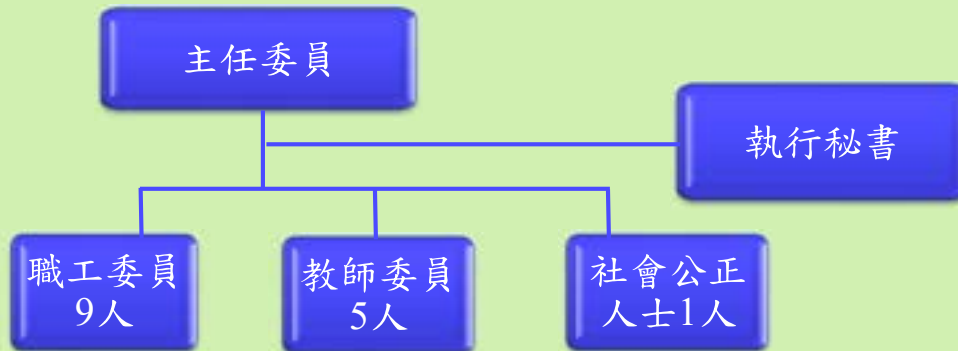 主任委員
執行秘書
職工委員
9人
教師委員
5人
社會公正
人士1人